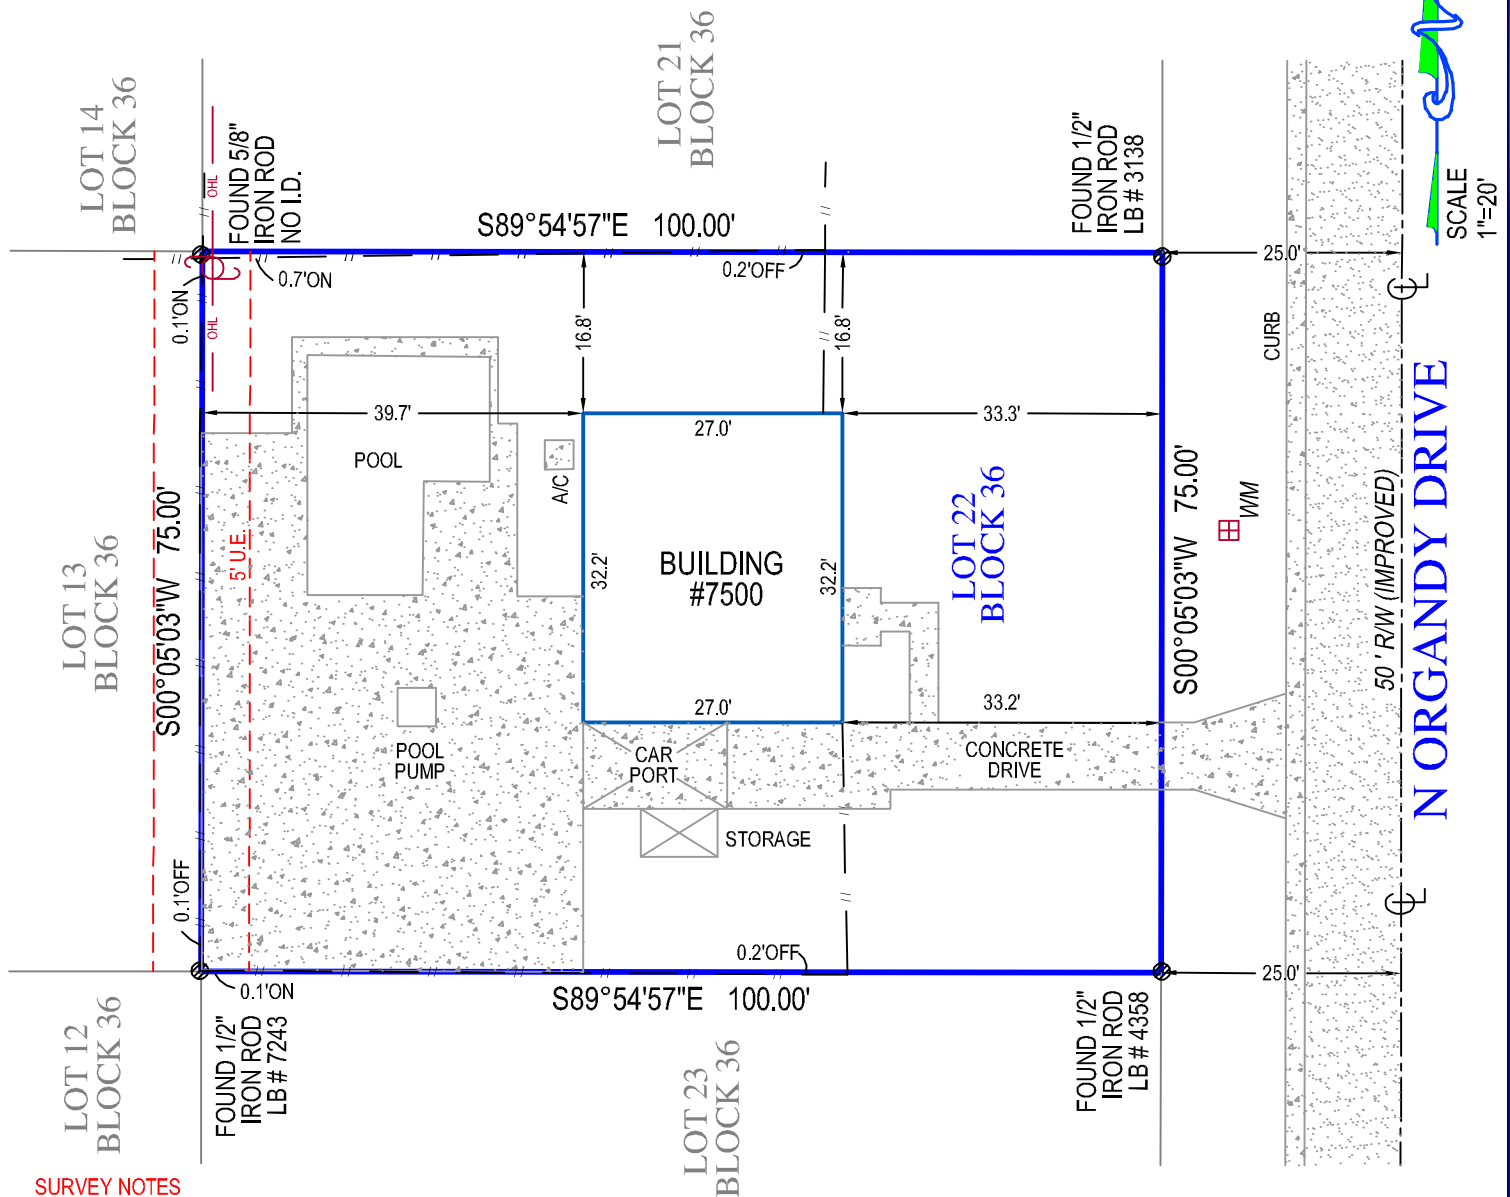 LOT 14
BLOCK 36
LOT 21
BLOCK 36
FOUND 5/8"
IRON ROD
NO I.D.
OHL
FOUND 1/2"
IRON ROD
LB # 3138
SCALE
1"=20'
S89°54'57"E 100.00'
0.7'ON
0.2'OFF
25.0'
0.1'ON
OHL
16.8'
16.8'
CURB
39.7'
27.0'
33.3'
POOL
A/C
LOT 13
BLOCK 36
S00°05'03"W 75.00'
5' U.E.
32.2'
BUILDING
#7500
32.2'
LOT 22
BLOCK 36
S00°05'03"W 75.00'
WM
50 ' R/W (IMPROVED)
N ORGANDY DRIVE
27.0'
33.2'
POOL
PUMP
CAR
PORT
CONCRETE
DRIVE
STORAGE
0.1'OFF
0.2'OFF
25.0'
0.1'ON
S89°54'57"E 100.00'
LOT 12
BLOCK 36
FOUND 1/2"
IRON ROD
LB # 7243
LOT 23
BLOCK 36
FOUND 1/2"
IRON ROD
LB # 4358
SURVEY NOTES